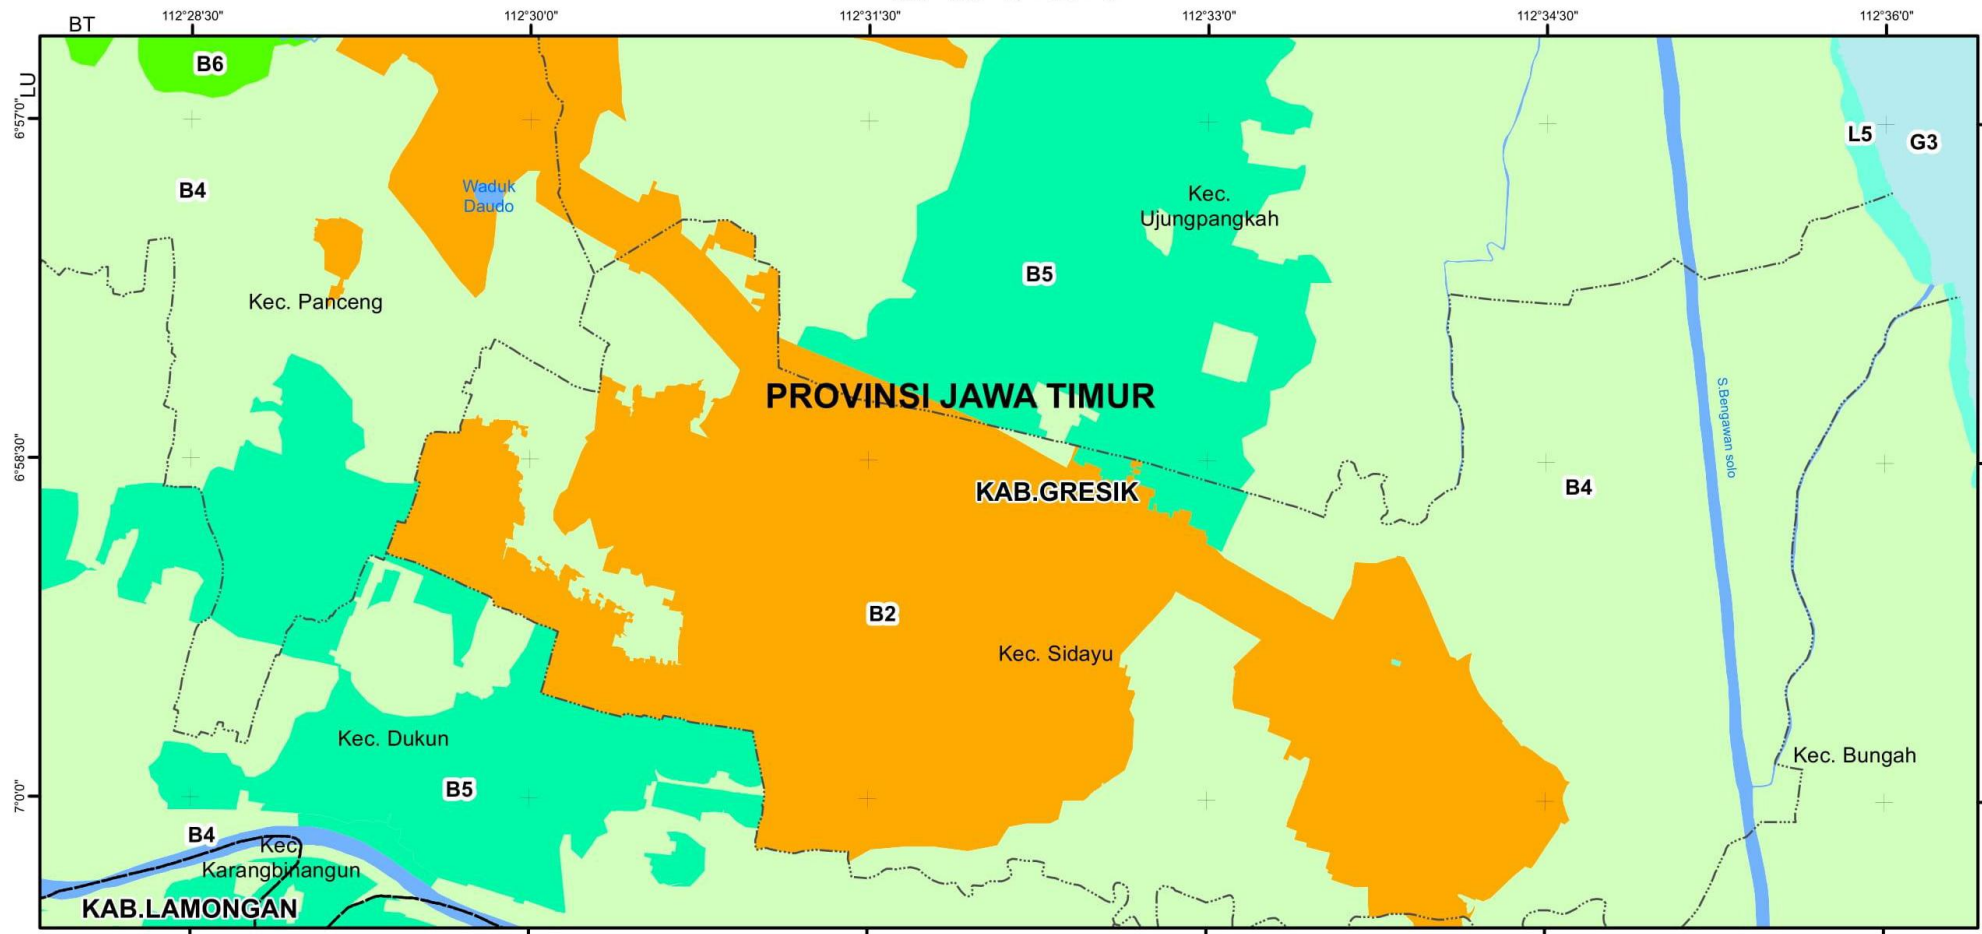 112°28'30"
112°30'0"
112°31'30"
112°33'0"
112°34'30"
112°36'0"
BT
LU
6°57'0"
6°58'30"
7°0'0"
B6
L5
G3
B4
Waduk
Daudo
Kec.
Ujungpangkah
B5
Kec. Panceng
PROVINSI JAWA TIMUR
S.Bengawan solo
KAB.GRESIK
B4
B2
Kec. Sidayu
Kec. Dukun
Kec. Bungah
B5
B4
Kec.
Karangbinangun
KAB.LAMONGAN